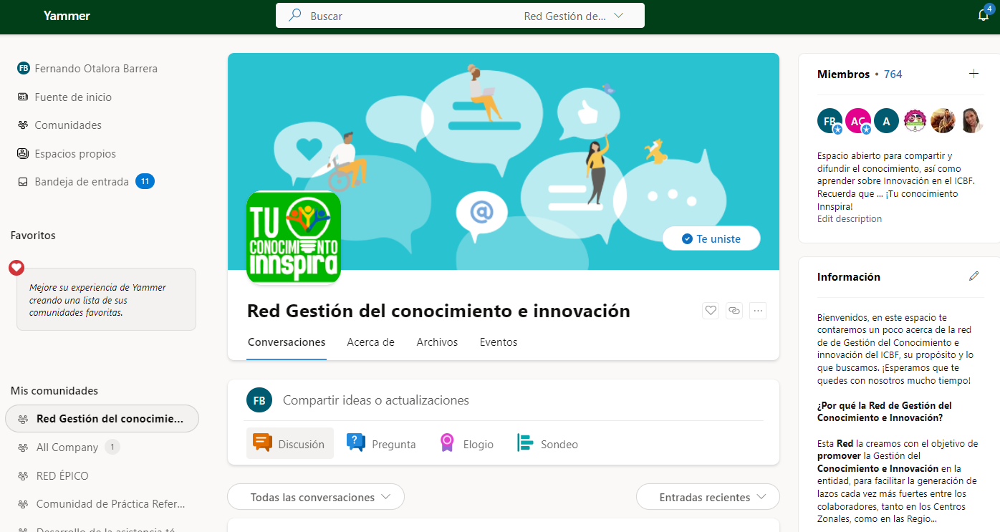 Yammer
Buscar
Red Gestión de...
4
FB Fernando Otalora Barrera
Fuente de inicio
Comunidades
Espacios propios
Bandeja de entrada 11
Favoritos
Mejore su experiencia de Yammer
creando una lista de sus
comunidades favoritas.
Mis comunidades
Red Gestión del conocimie...
All Company 1
RED ÉPICO
Comunidad de Práctica Refer...
Desarrollo de la asistencia té...
@
TU
CONOCIMIENTO
INNSPIRA
Te uniste
Red Gestión del conocimiento e innovación
Conversaciones Acerca de Archivos Eventos
FB Compartir ideas o actualizaciones
Discusión ? Pregunta Elogio Sondeo
Todas las conversaciones
Entradas recientes
Miembros • 764
FB AC A
Espacio abierto para compartir y
difundir el conocimiento, así como
aprender sobre Innovación en el ICBF.
Recuerda que ... ¡Tu conocimiento
Innspira!
Edit description
Información
Bienvenidos, en este espacio te
contaremos un poco acerca de la red
de de Gestión del Conocimiento e
innovación del ICBF, su propósito y lo
que buscamos. ¡Esperamos que te
quedes con nosotros mucho tiempo!
¿Por qué la Red de Gestión del
Conocimiento e Innovación?
Esta Red la creamos con el objetivo de
promover la Gestión del
Conocimiento e Innovación en la
entidad, para facilitar la generación de
lazos cada vez más fuertes entre los
colaboradores, tanto en los Centros
Zonales, como en las Regio...